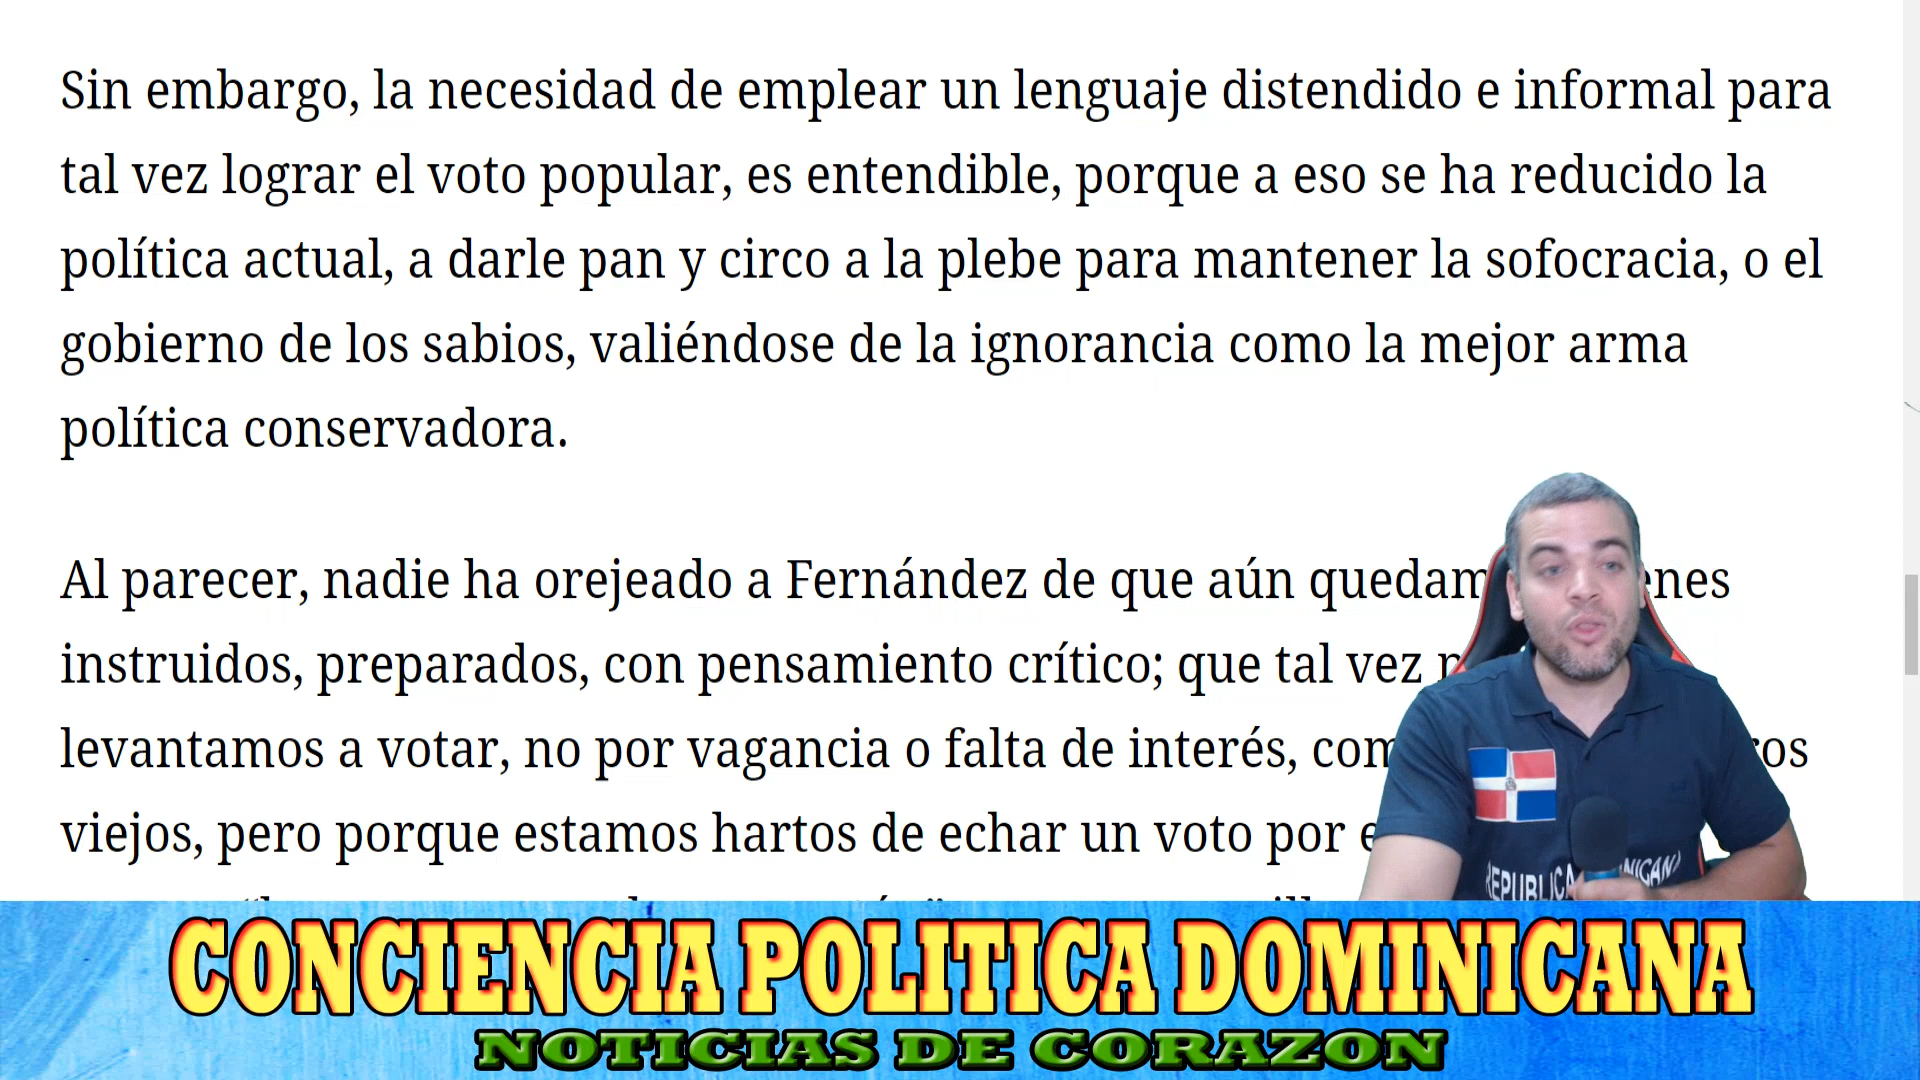 Sin embargo, la necesidad de emplear un lenguaje distendido e informal para
tal vez lograr el voto popular, es entendible, porque a eso se ha reducido la
política actual, a darle pan y circo a la plebe para mantener la sofocracia, o el
gobierno de los sabios, valiéndose de la ignorancia como la mejor arma
política conservadora.
Al parecer, nadie ha orejeado a Fernández de que aún
instruidos, preparados, con pensamiento crítico; que tal vez
levantamos a votar, no por vagancia o falta de interés,
viejos, pero porque estamos hartos de echar un voto por
REPUBLICA
CONCIENCIA POLITICA DOMINICANA
NOTICIAS DE CORAZON